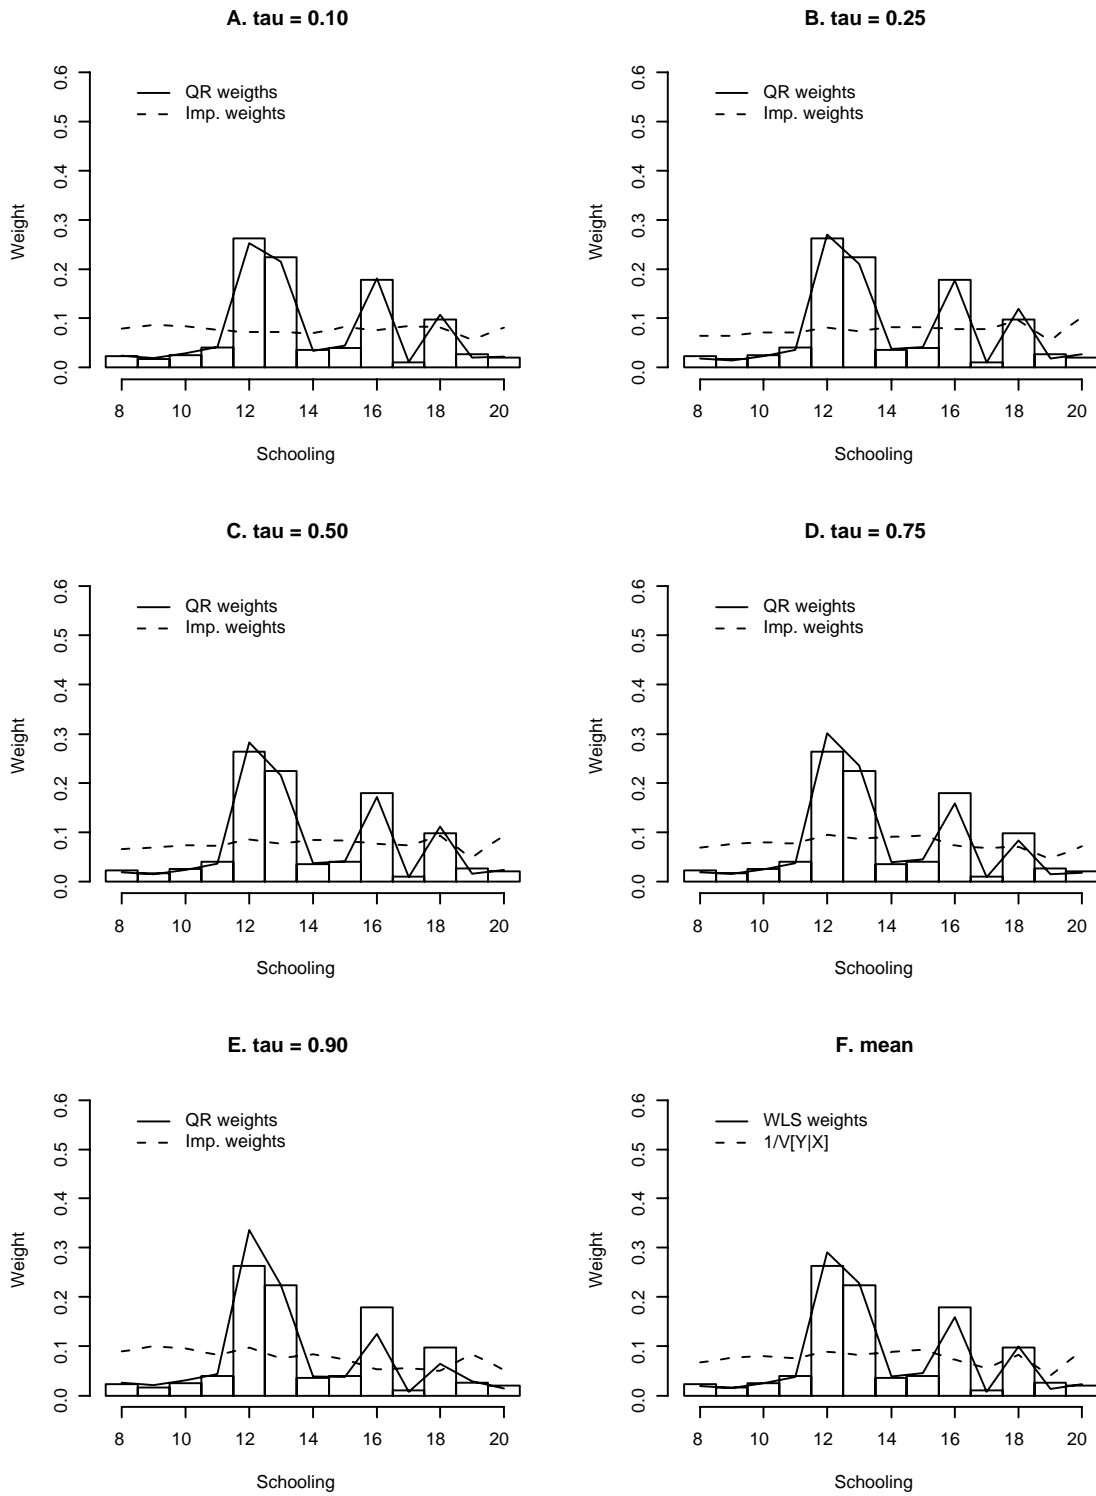 A. tau = 0.10
0.0 0.1 0.2 0.3 0.4 0.5 0.6
Weight
QR weigths
Imp. weights
8 10 12 14 16 18 20
Schooling
B. tau = 0.25
0.0 0.1 0.2 0.3 0.4 0.5 0.6
Weight
QR weights
Imp. weights
8 10 12 14 16 18 20
Schooling
C. tau = 0.50
0.0 0.1 0.2 0.3 0.4 0.5 0.6
Weight
QR weights
Imp. weights
8 10 12 14 16 18 20
Schooling
D. tau = 0.75
0.0 0.1 0.2 0.3 0.4 0.5 0.6
Weight
QR weights
Imp. weights
8 10 12 14 16 18 20
Schooling
E. tau = 0.90
0.0 0.1 0.2 0.3 0.4 0.5 0.6
Weight
QR weights
Imp. weights
8 10 12 14 16 18 20
Schooling
F. mean
0.0 0.1 0.2 0.3 0.4 0.5 0.6
Weight
WLS weights
1/V[Y|X]
8 10 12 14 16 18 20
Schooling